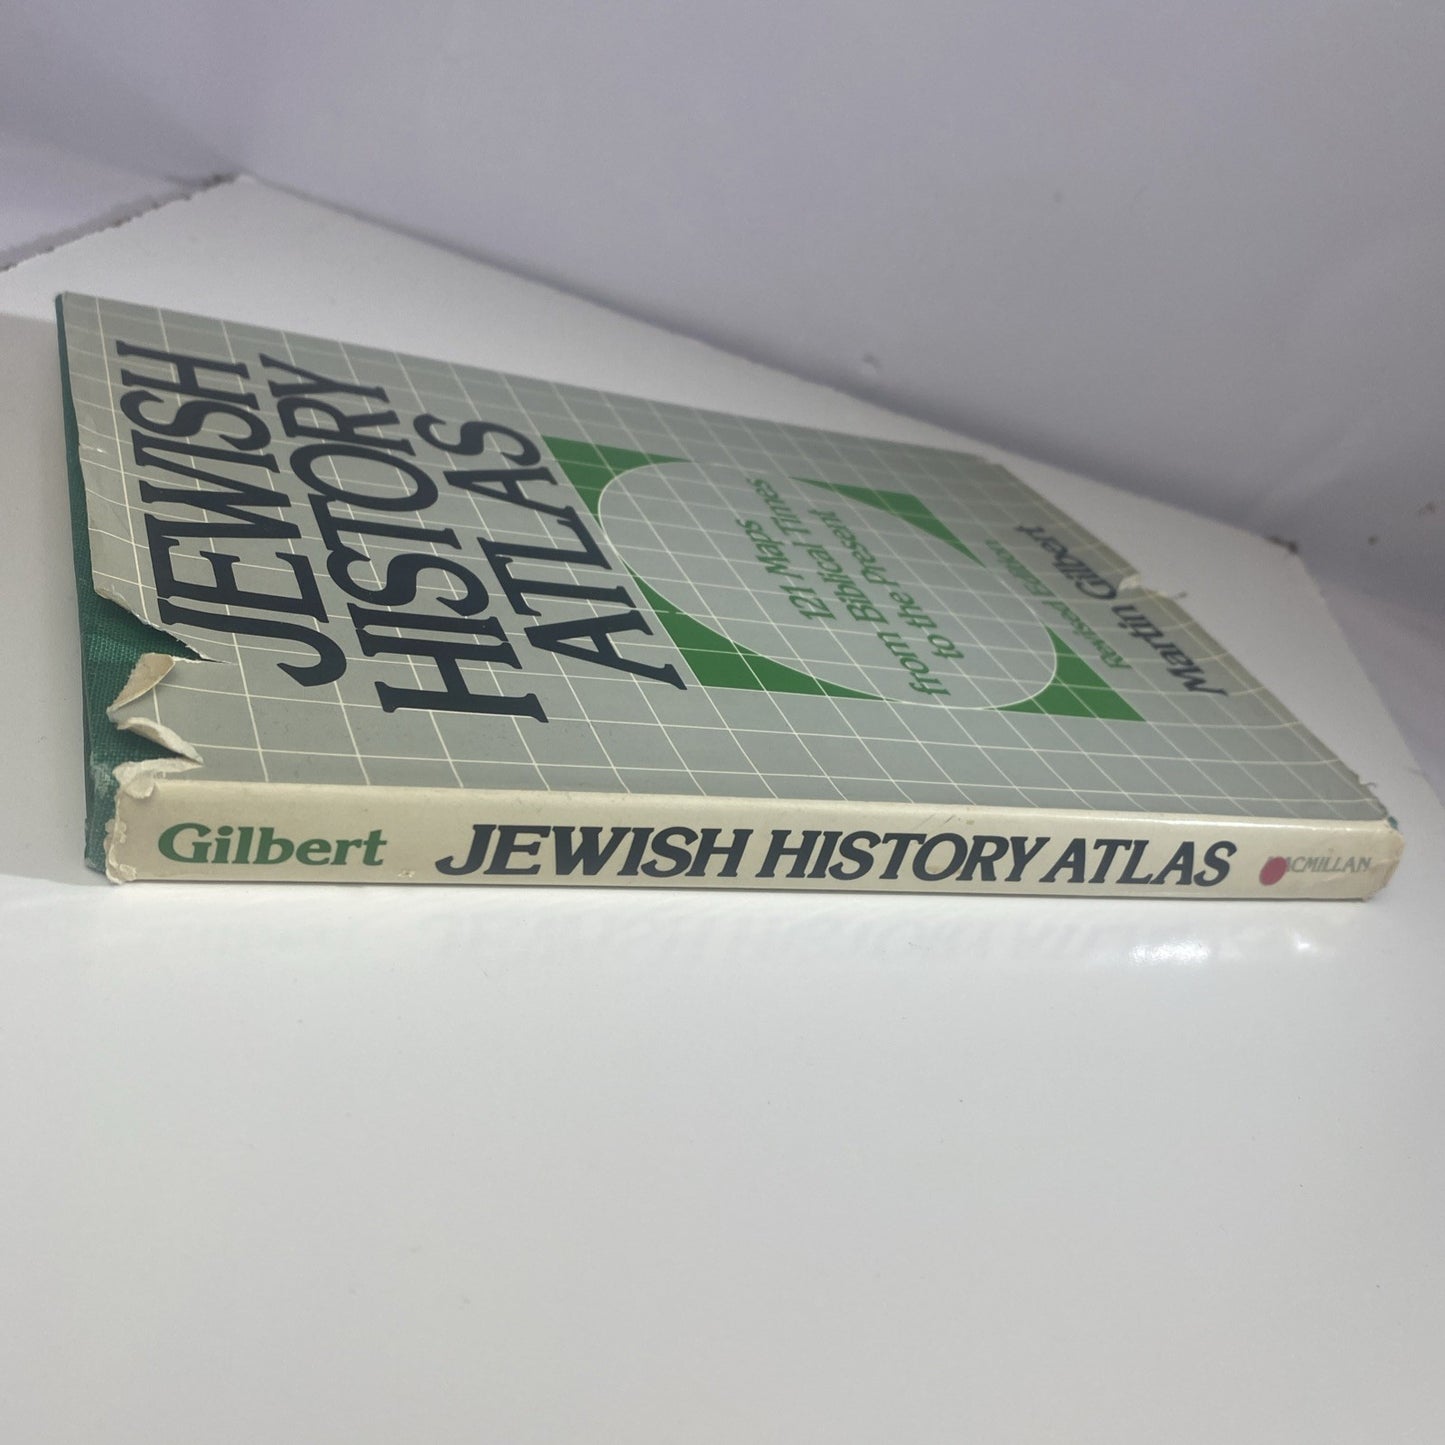 JEWISH
HISTORY
ATLAS
121 Maps
from Biblical Times
to the Present
Martin Gilbert
Revised Edition
Gilbert JEWISH HISTORY ATLAS MACMILLAN